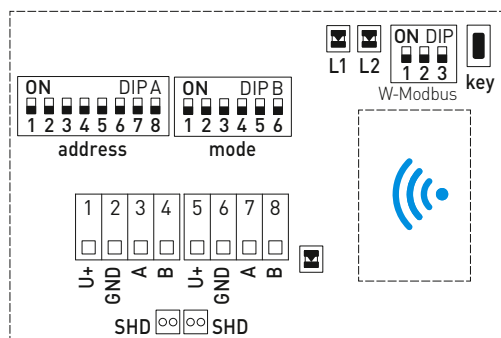 ON DIP
1 2 3
L1 L2
W-Modbus
key
ON DIP A
1 2 3 4 5 6 7 8
address
ON DIP B
1 2 3 4 5 6
mode
1 2 3 4 5 6 7 8
U+ GND A B U+ GND A B
SHD SHD